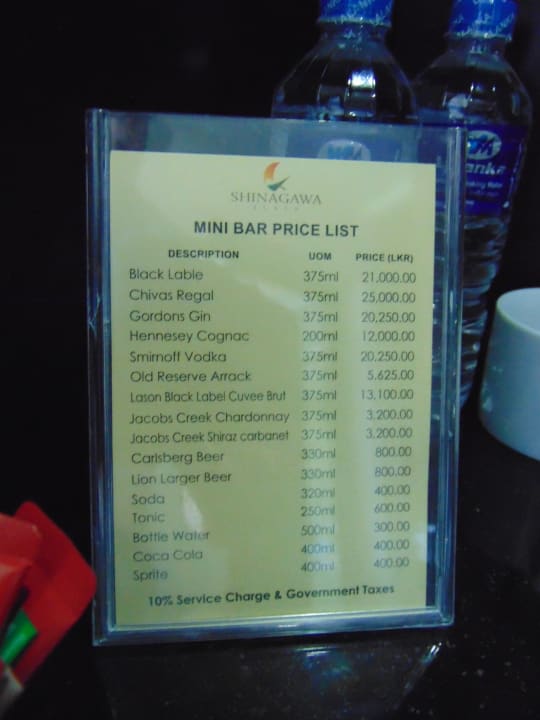 SHINAGAWA
BEACH
MINI BAR PRICE LIST
DESCRIPTION UOM PRICE (LKR)
Black Lable 375ml 21,000.00
Chivas Regal 375ml 25,000.00
Gordons Gin 375ml 20,250.00
Hennesey Cognac 200ml 12,000.00
Smirnoff Vodka 375ml 20,250.00
Old Reserve Arrack 375ml 5,625.00
Lason Black Label Cuvee Brut 375ml 13,100.00
Jacobs Creek Chardonnay 375ml 3,200.00
Jacobs Creek Shiraz carbanet 375ml 3,200.00
Carlsberg Beer 330ml 800.00
Lion Larger Beer 330ml 800.00
Soda 320ml 400.00
Tonic 250ml 600.00
Bottle Water 500ml 300.00
Coca Cola 400ml 400.00
Sprite 400ml 400.00
10% Service Charge & Government Taxes